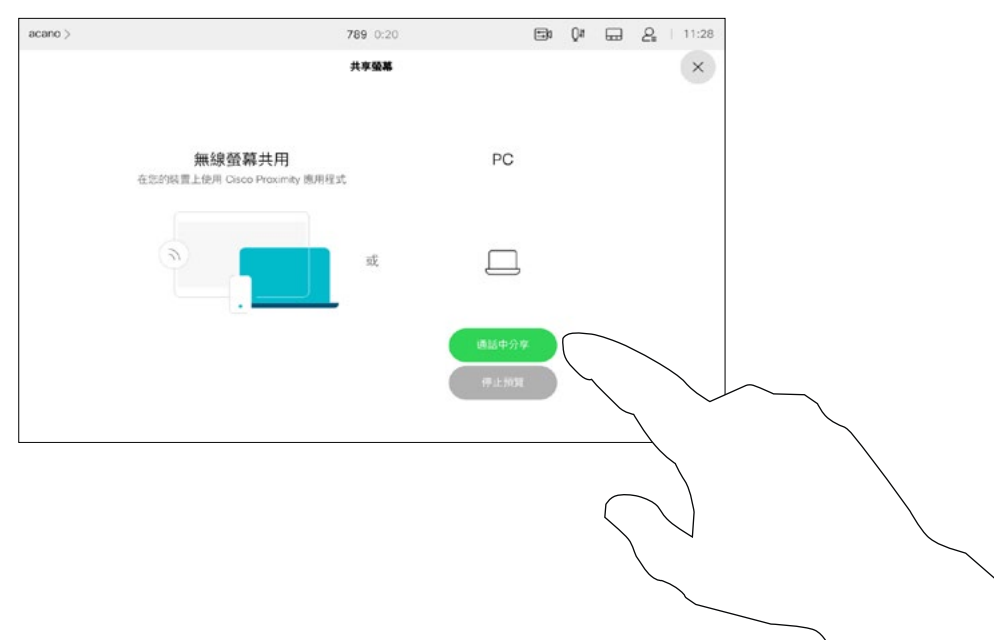 acano >
789 0:20
11:28
共享螢幕
無線螢幕共用
在您的裝置上使用 Cisco Proximity 應用程式
PC
或
通話中分享
停止預覽